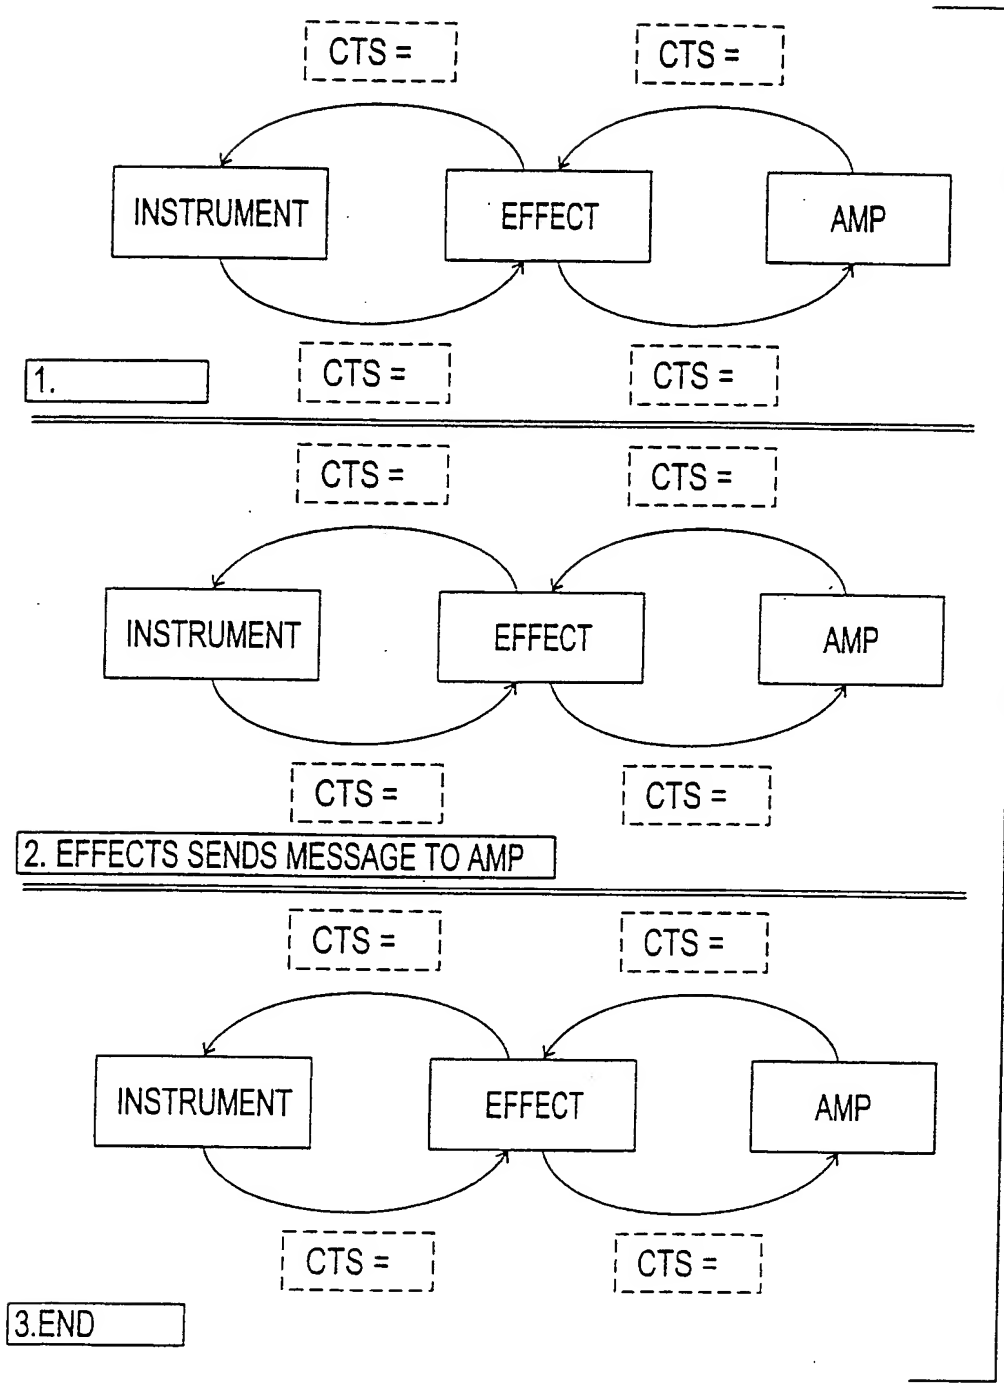 CTS = CTS =
INSTRUMENT EFFECT AMP
CTS = CTS =
1.
CTS = CTS =
INSTRUMENT EFFECT AMP
CTS = CTS =
2. EFFECTS SENDS MESSAGE TO AMP
CTS = CTS =
INSTRUMENT EFFECT AMP
CTS = CTS =
3.END